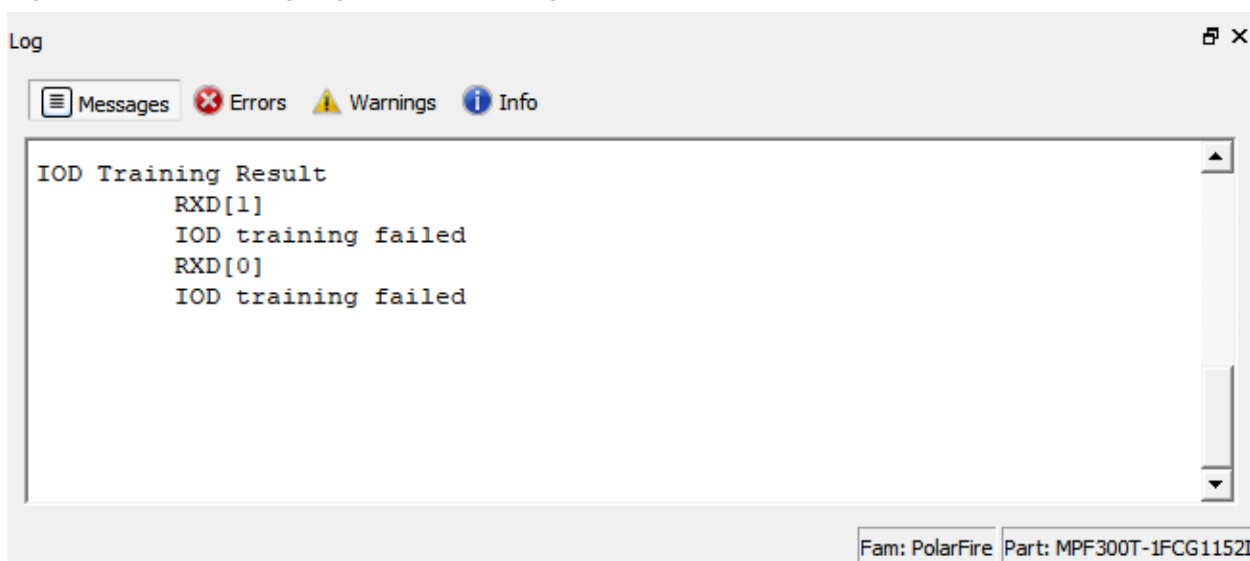 Log
Messages Errors Warnings Info
IOD Training Result
RXD[1]
IOD training failed
RXD[0]
IOD training failed
Fam: PolarFire Part: MPF300T-1FCG1152I